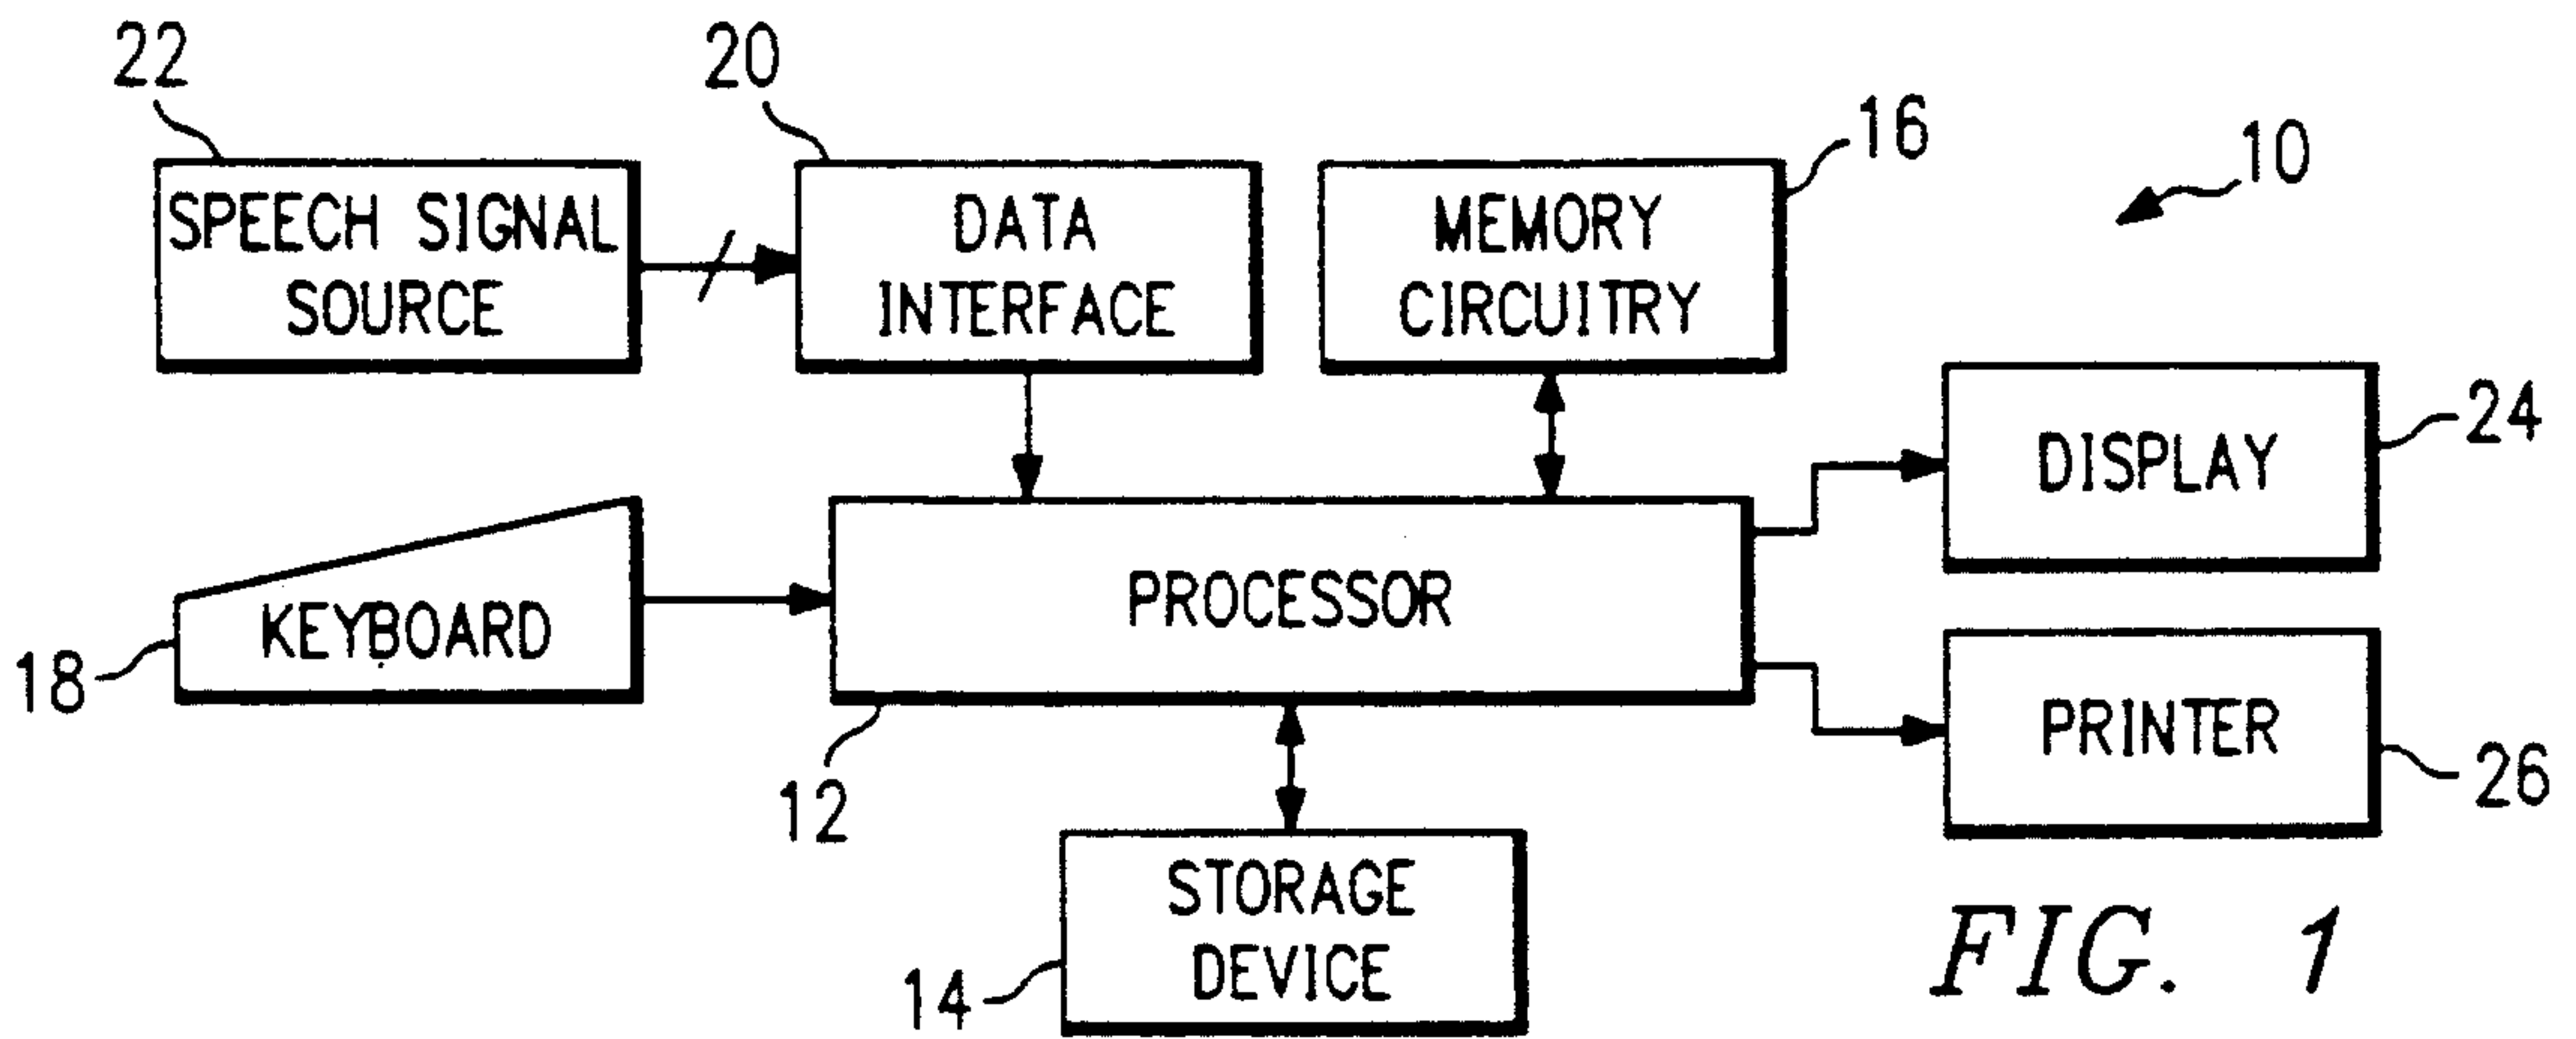 22
20
16
10
SPEECH SIGNAL
SOURCE
DATA
INTERFACE
MEMORY
CIRCUITRY
24
DISPLAY
KEYBOARD
18
PROCESSOR
12
PRINTER
26
STORAGE
DEVICE
14
FIG. 1